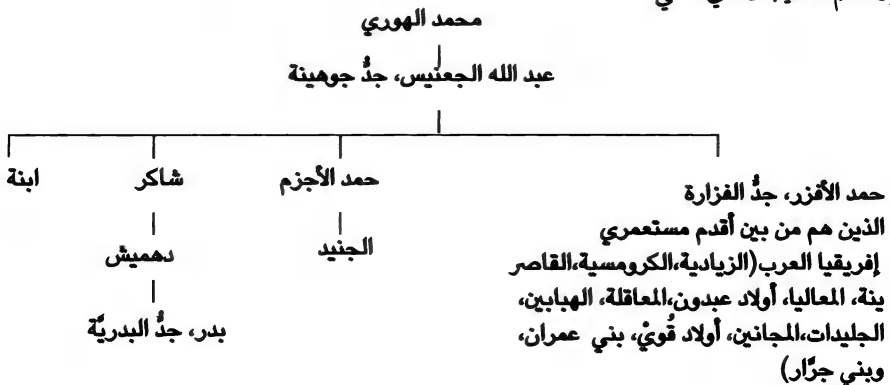 محمد الهوري
عبد الله الجعنيس، جدُّ جوهينة
حمد الأفزر، جدُّ الفزارة
الذين هم من بين أقدم مستعمري
إفريقيا العرب(الزيادية،الكرومسية،القاصر
ينة، المعاليا، أولاد عبدون،المعاقلة، الهبابين،
الجليدات،المجانين، أولاد قُويْ، بني عمران،
وبني جرَّار)
حمد الأجزم
الجنيد
شاكر
دهميش
بدر، جدُّ البدريَّة
ابنة